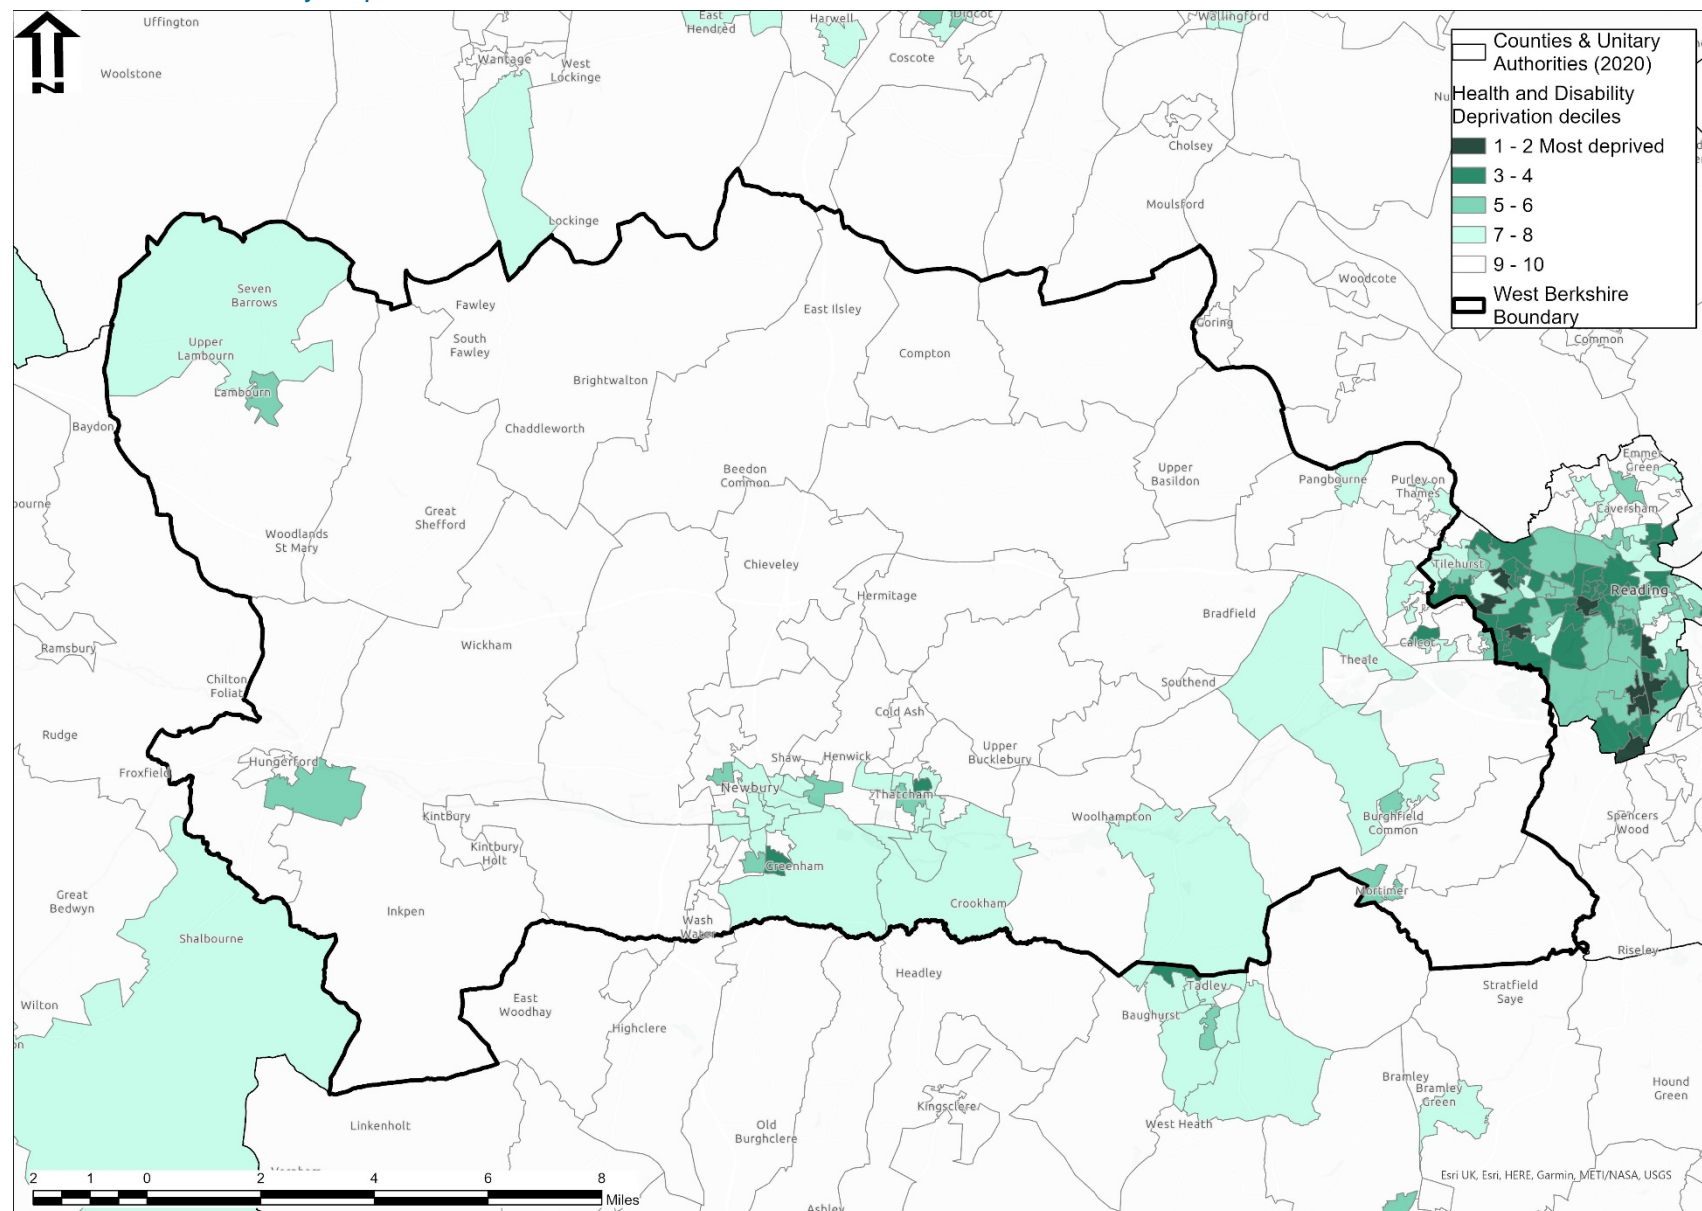 Uffington
East
Hendred
Harwell
Didcot
Wallingford
Woolstone
Wantage
West
Lockinge
Coscote
Cholsey
Moulsford
Lockinge
N
Counties & Unitary
Authorities (2020)
Health and Disability
Deprivation deciles
1 - 2 Most deprived
3 - 4
5 - 6
7 - 8
9 - 10
West Berkshire
Boundary
Seven
Barrows
Fawley
East Ilsley
Woodcote
Goring
Common
Upper
Lambourn
South
Fawley
Compton
Lambourn
Brightwalton
Baydon
Chaddleworth
Beedon
Common
Upper
Basildon
Pangbourne
Purley on
Thames
Emmer
Green
Caversham
bourne
Great
Shefford
Woodlands
St Mary
Chieveley
Hermitage
Tilehurst
Reading
Bradfield
Ramsbury
Wickham
Calcot
Theale
Chilton
Foliat
Southend
Cold Ash
Rudge
Froxfield
Hungerford
Shaw
Henwick
Upper
Bucklebury
Newbury
Thatcham
Kintbury
Woolhampton
Burghfield
Common
Spencers
Wood
Kintbury
Holt
Greenham
Great
Bedwyn
Inkpen
Crookham
Mortimer
Wash
Water
Shalbourne
Riseley
Headley
Tadley
Stratfield
Saye
Wilton
East
Woodhay
Highclere
Baughurst
Bramley
Bramley
Green
Hound
Green
Kingsclere
Linkenholt
Old
Burghclere
West Heath
Ashley
2 1 0 2 4 6 8
Miles
Esri UK, Esri, HERE, Garmin, METI/NASA, USGS